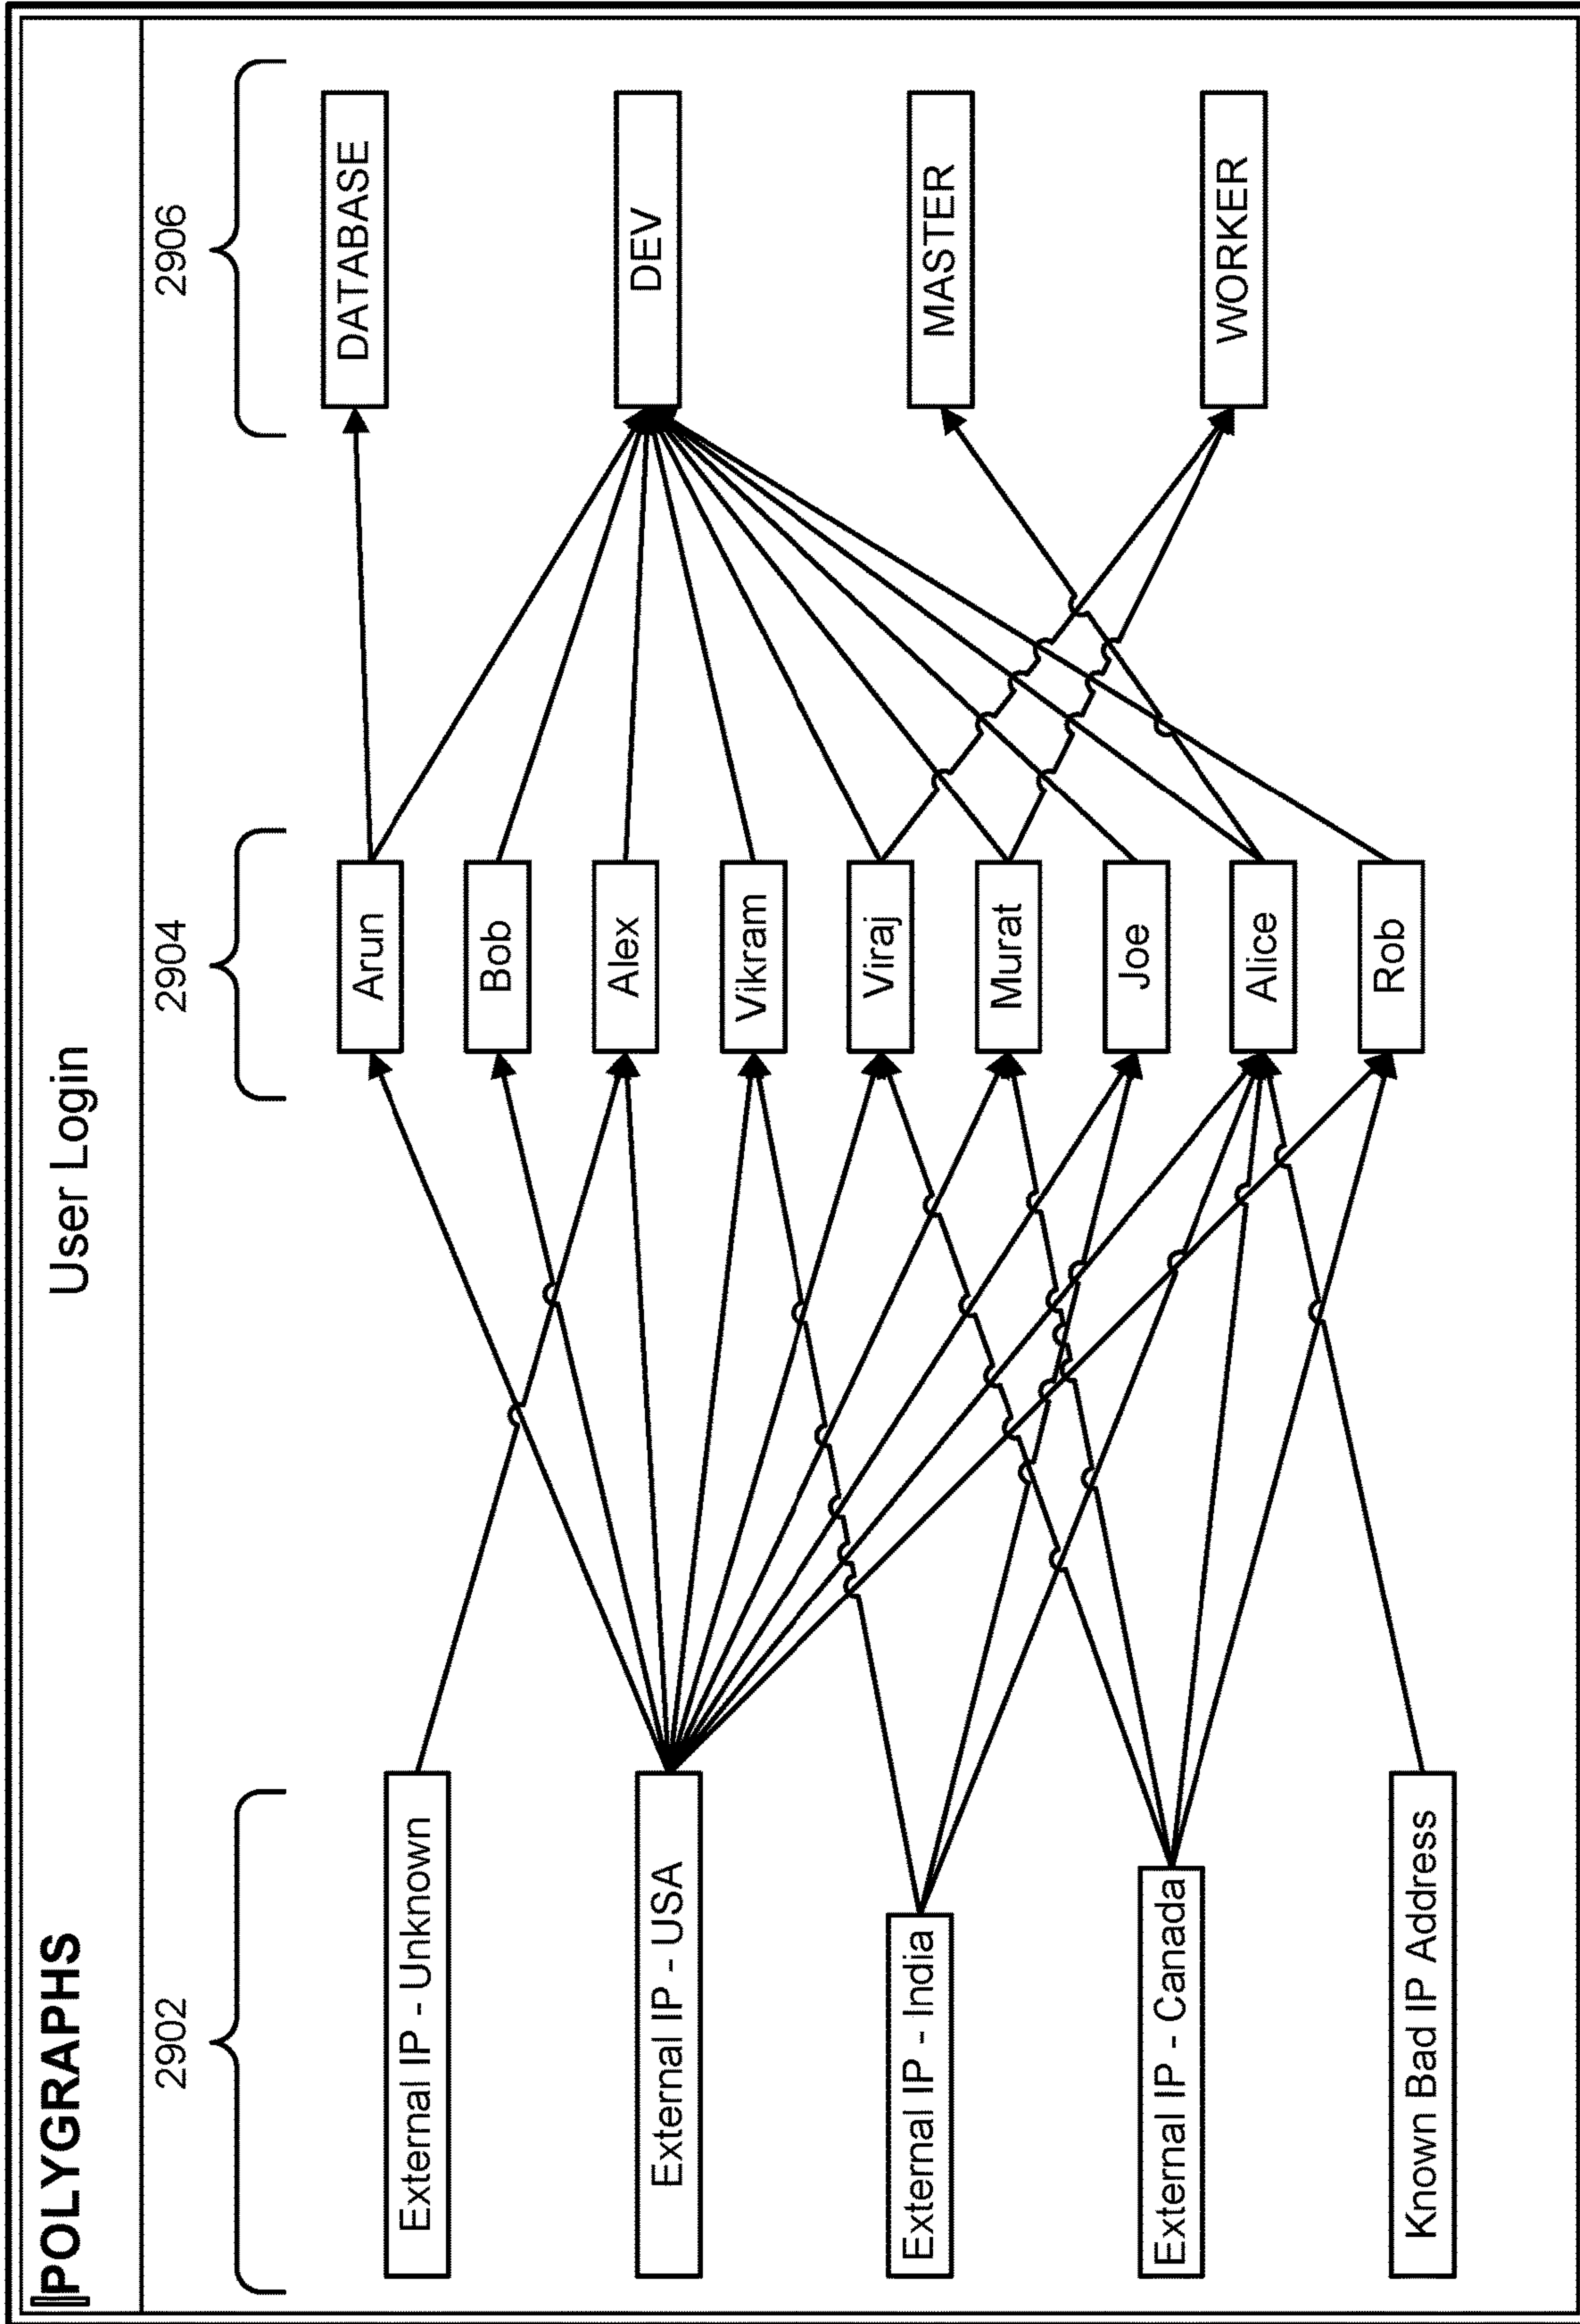 POLYGRAPHS
User Login
2902
2904
2906
External IP - Unknown
External IP - USA
External IP - India
External IP - Canada
Known Bad IP Address
Arun
Bob
Alex
Vikram
Viraj
Murat
Joe
Alice
Rob
DATABASE
DEV
MASTER
WORKER